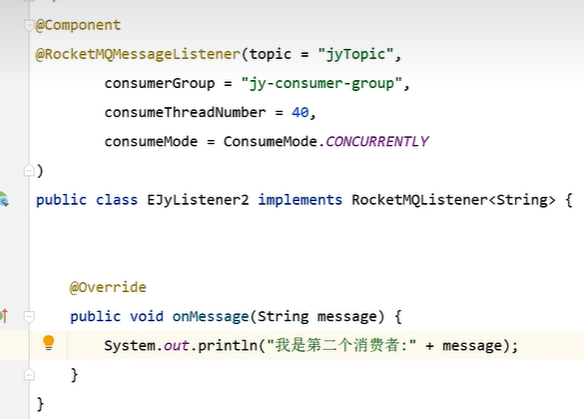 @Component
@RocketMQMessageListener(topic = "jyTopic",
        consumerGroup = "jy-consumer-group",
        consumeThreadNumber = 40,
        consumeMode = ConsumeMode.CONCURRENTLY
)
public class EJyListener2 implements RocketMQListener<String> {
    @Override
    public void onMessage(String message) {
        System.out.println("我是第二个消费者:" + message);
    }
}